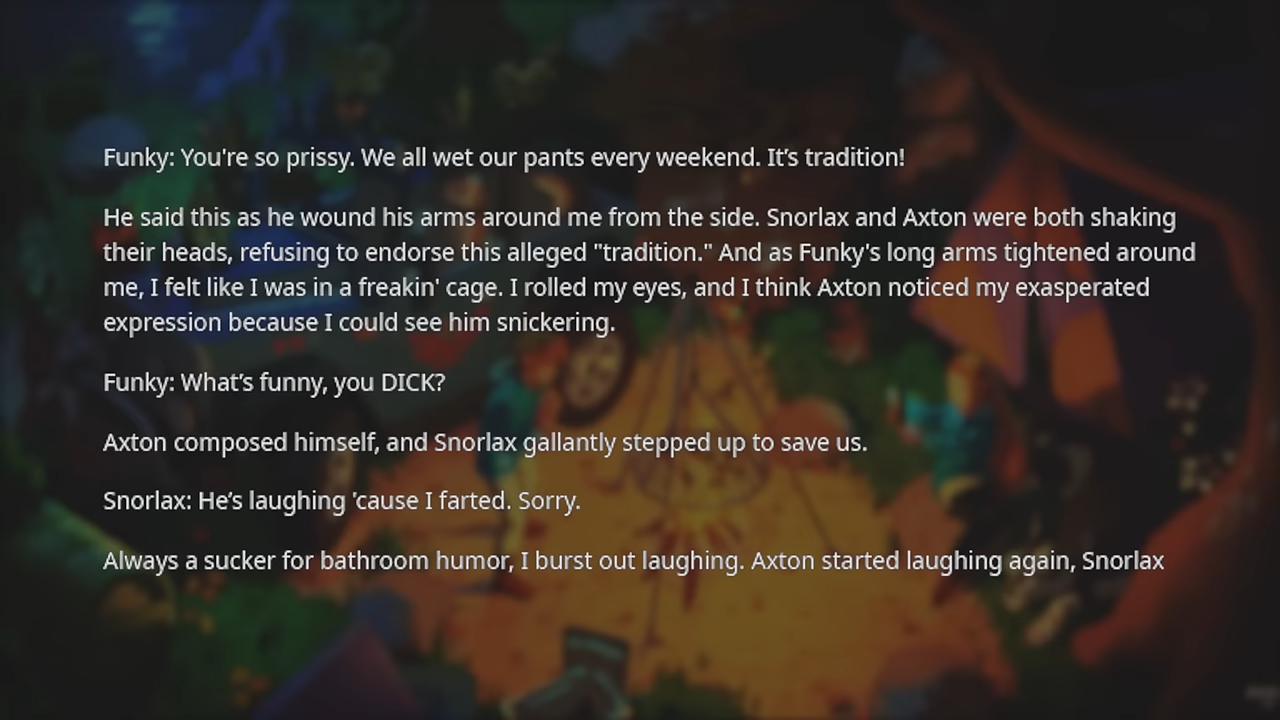 Funky: You're so prissy. We all wet our pants every weekend. It’s tradition!
He said this as he wound his arms around me from the side. Snorlax and Axton were both shaking
their heads, refusing to endorse this alleged "tradition." And as Funky's long arms tightened around
me, I felt like I was in a freakin' cage. I rolled my eyes, and I think Axton noticed my exasperated
expression because I could see him snickering.
Funky: What’s funny, you DICK?
Axton composed himself, and Snorlax gallantly stepped up to save us.
Snorlax: He’s laughing 'cause I farted. Sorry.
Always a sucker for bathroom humor, I burst out laughing. Axton started laughing again, Snorlax